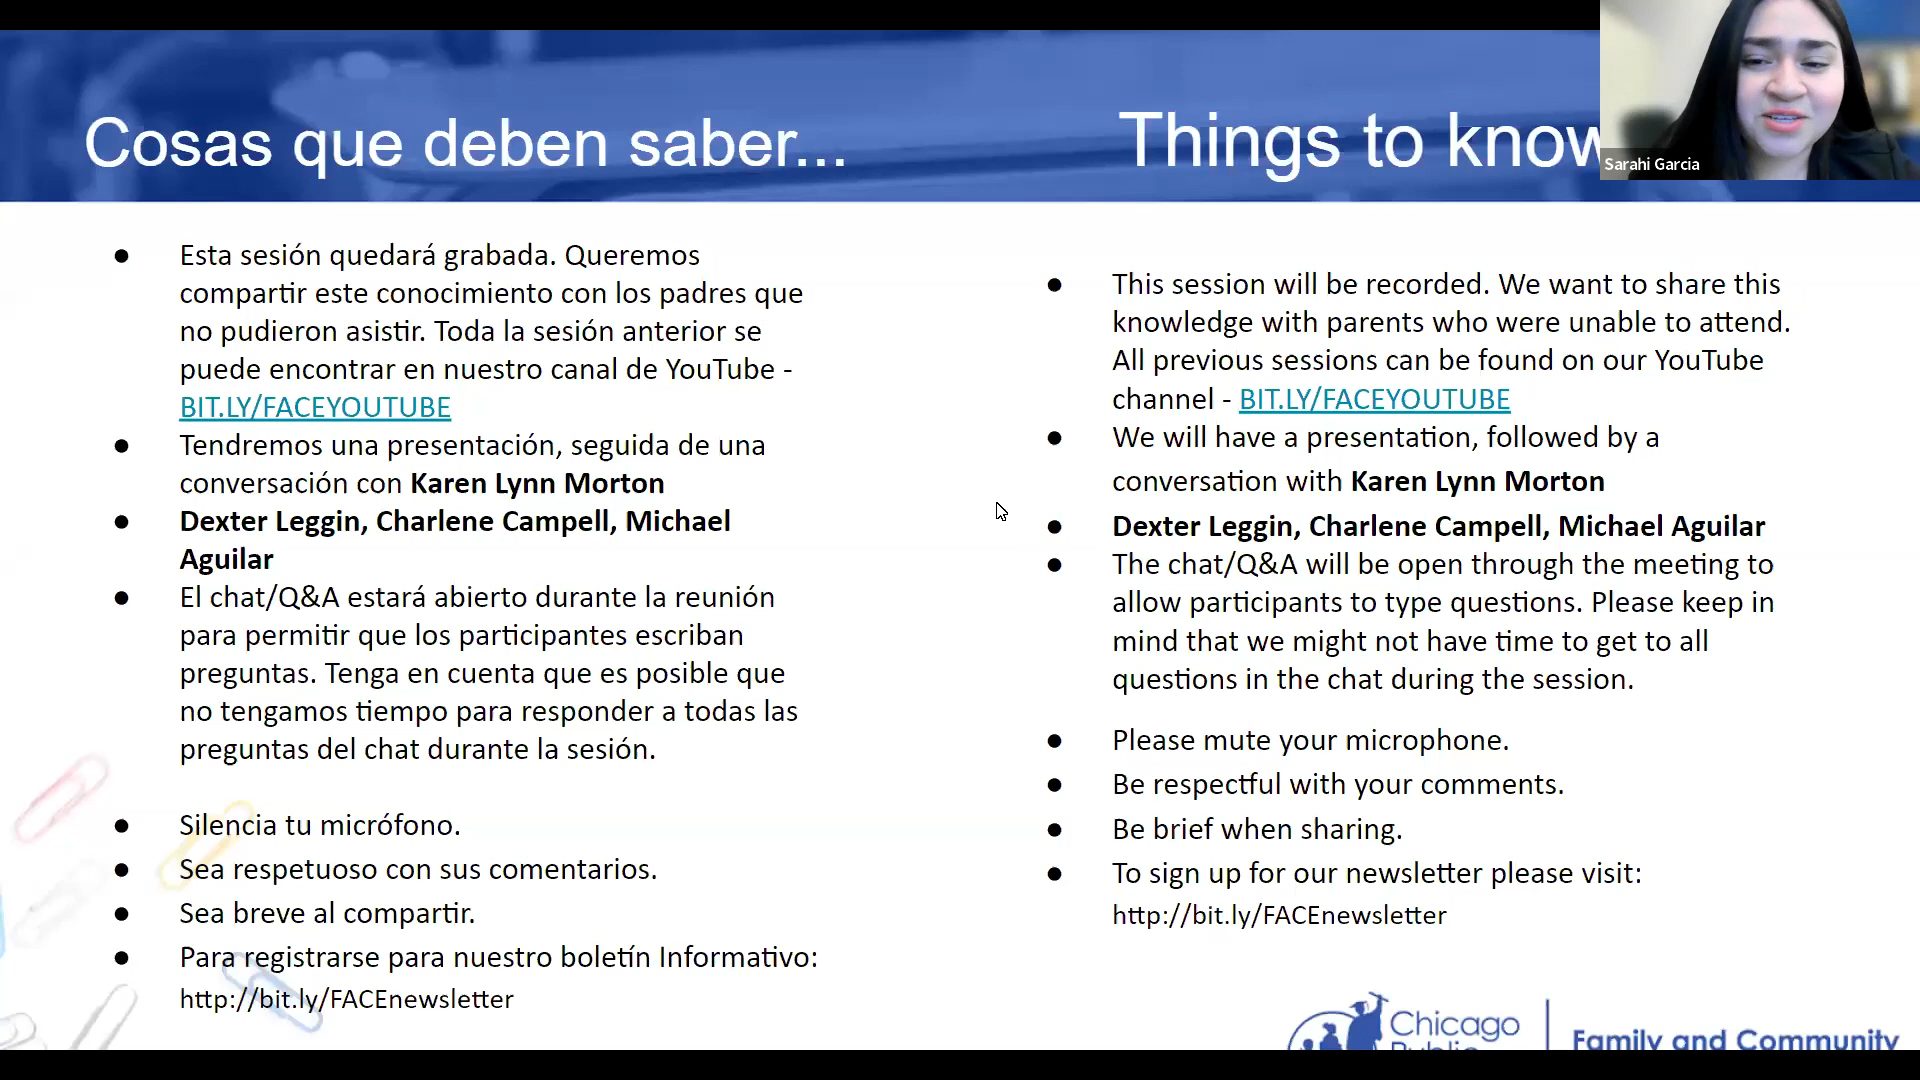 Cosas que deben saber...
Esta sesión quedará grabada. Queremos
compartir este conocimiento con los padres que
no pudieron asistir. Toda la sesión anterior se
puede encontrar en nuestro canal de YouTube -
BIT.LY/FACEYOUTUBE
Tendremos una presentación, seguida de una
conversación con Karen Lynn Morton
Dexter Leggin, Charlene Campell, Michael
Aguilar
El chat/Q&A estará abierto durante la reunión
para permitir que los participantes escriban
preguntas. Tenga en cuenta que es posible que
no tengamos tiempo para responder a todas las
preguntas del chat durante la sesión.
Silencia tu micrófono.
Sea respetuoso con sus comentarios.
Sea breve al compartir.
Para registrarse para nuestro boletín Informativo:
http://bit.ly/FACEnewsletter
Things to know
Sarahi Garcia
This session will be recorded. We want to share this
knowledge with parents who were unable to attend.
All previous sessions can be found on our YouTube
channel - BIT.LY/FACEYOUTUBE
We will have a presentation, followed by a
conversation with Karen Lynn Morton
Dexter Leggin, Charlene Campell, Michael Aguilar
The chat/Q&A will be open through the meeting to
allow participants to type questions. Please keep in
mind that we might not have time to get to all
questions in the chat during the session.
Please mute your microphone.
Be respectful with your comments.
Be brief when sharing.
To sign up for our newsletter please visit:
http://bit.ly/FACEnewsletter
Chicago
Public
Family and Community